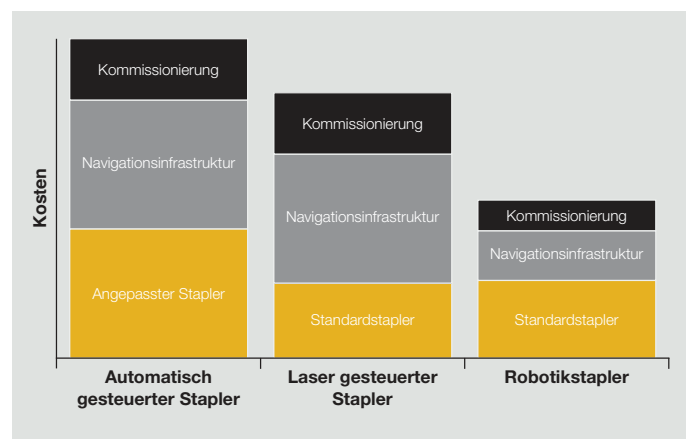 Kosten
Kommissionierung
Navigationsinfrastruktur
Angepasster Stapler
Automatisch
gesteuerter Stapler
Kommissionierung
Navigationsinfrastruktur
Standardstapler
Laser gesteuerter
Stapler
Kommissionierung
Navigationsinfrastruktur
Standardstapler
Robotikstapler